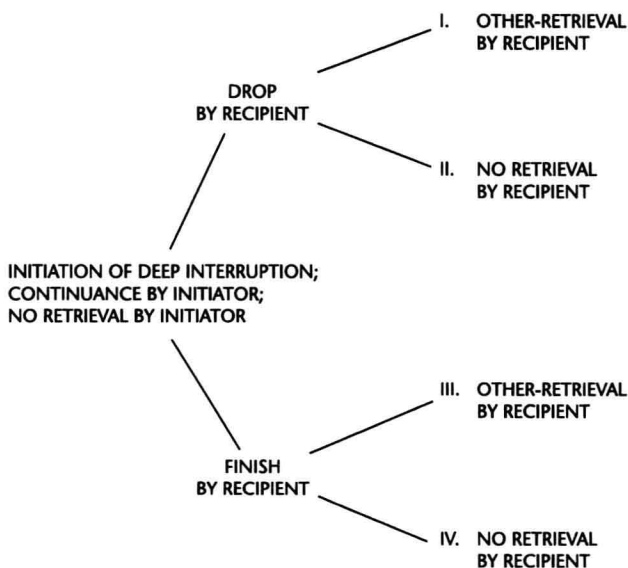 I. OTHER-RETRIEVAL
BY RECIPIENT
DROP
BY RECIPIENT
II. NO RETRIEVAL
BY RECIPIENT
INITIATION OF DEEP INTERRUPTION;
CONTINUANCE BY INITIATOR;
NO RETRIEVAL BY INITIATOR
III. OTHER-RETRIEVAL
BY RECIPIENT
FINISH
BY RECIPIENT
IV. NO RETRIEVAL
BY RECIPIENT